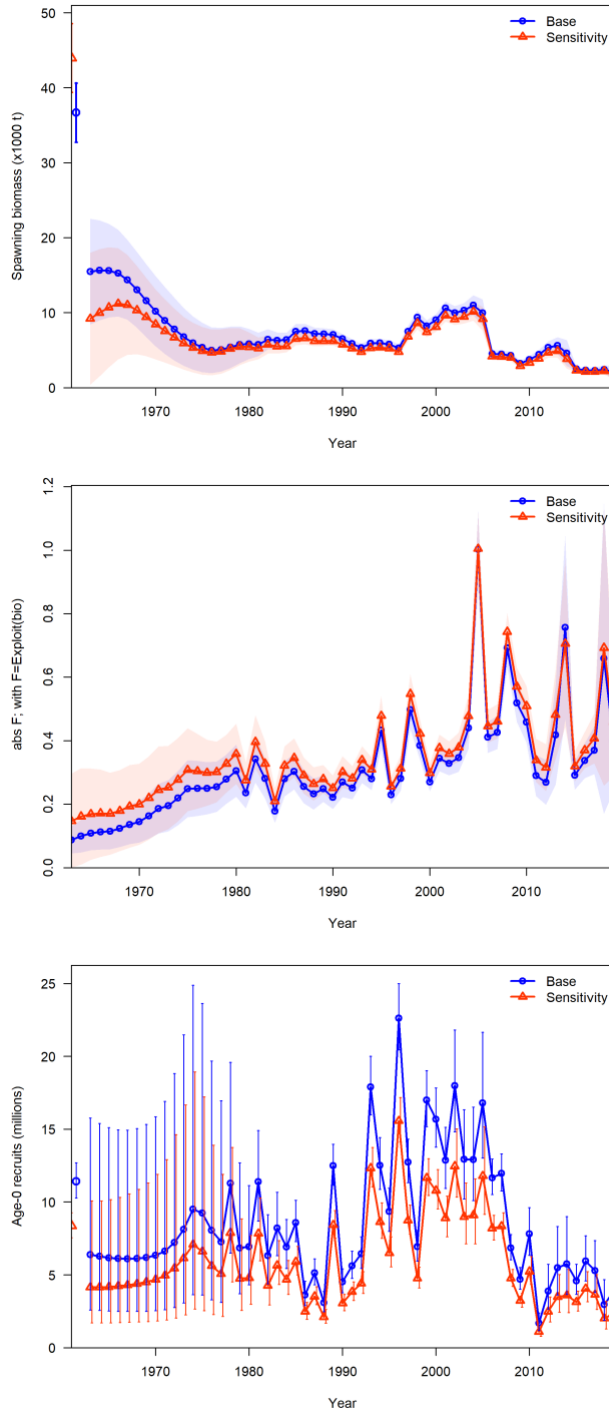 Spawning biomass (x1000 t)
50
40
30
20
10
0
Base
Sensitivity
1970 1980 1990 2000 2010
Year
abs F; with F=Exploit(bio)
1.2
1.0
0.8
0.6
0.4
0.2
0.0
Base
Sensitivity
1970 1980 1990 2000 2010
Year
Age-0 recruits (millions)
25
20
15
10
5
0
Base
Sensitivity
1970 1980 1990 2000 2010
Year